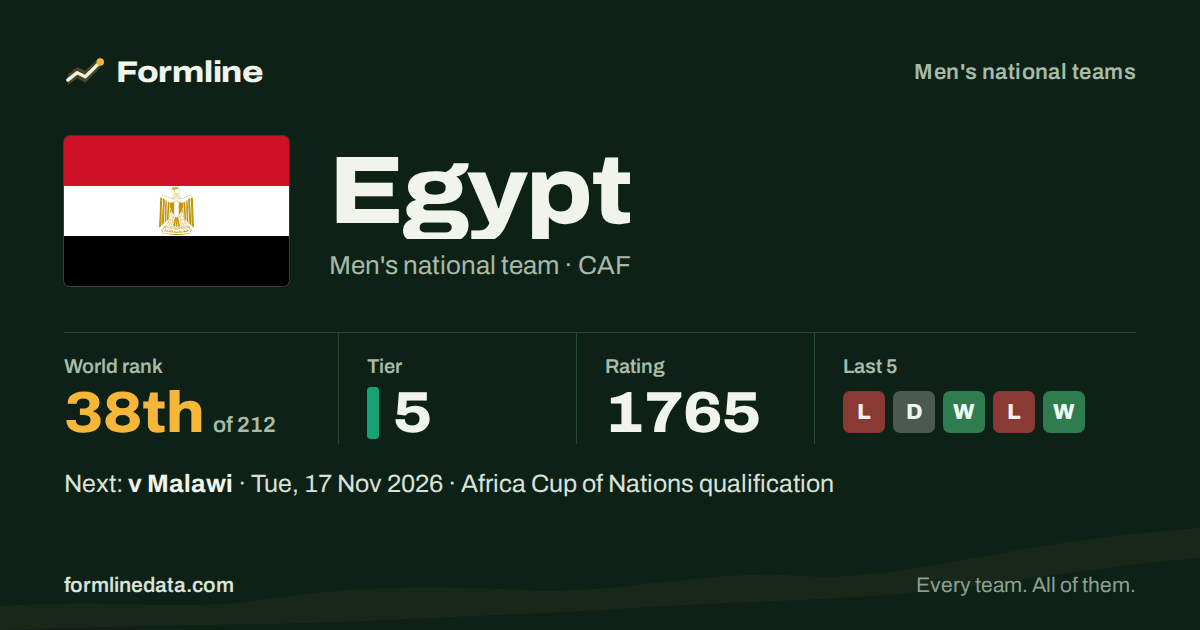 Formline
Men's national teams
Egypt
Men's national team · CAF
World rank
38th of 212
Tier
5
Rating
1765
Last 5
L D W L W
Next: v Malawi · Tue, 17 Nov 2026 · Africa Cup of Nations qualification
formlinedata.com
Every team. All of them.